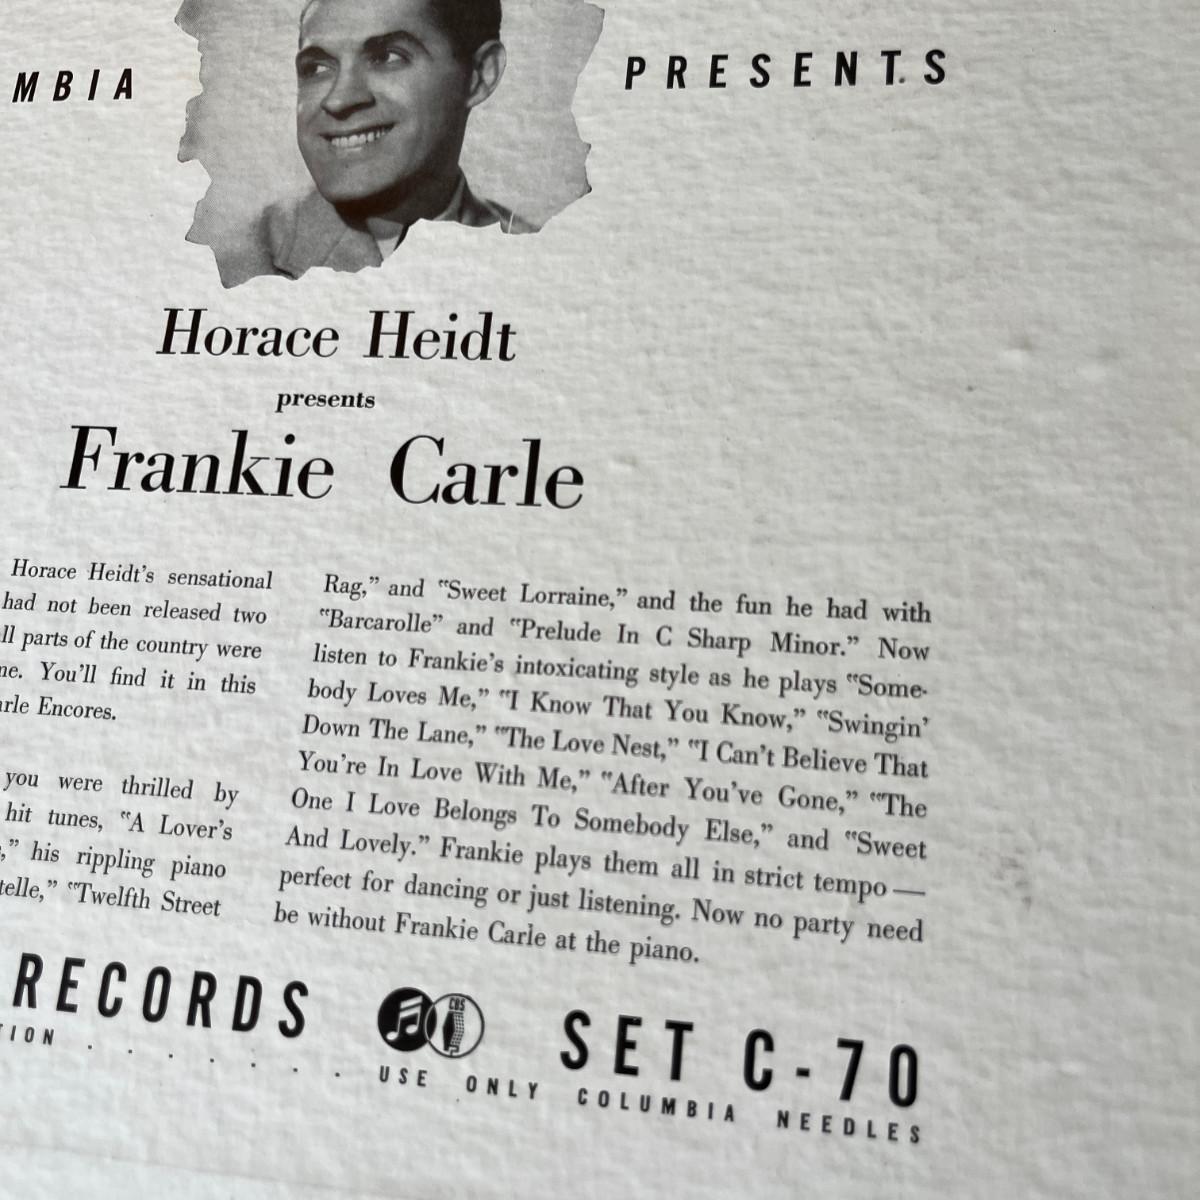 MBIA PRESENTS
Horace Heidt
presents
Frankie Carle
Horace Heidt's sensational
had not been released two
ll parts of the country were
me. You'll find it in this
arle Encores.
you were thrilled by
hit tunes, "A Lover's
," his rippling piano
telle," "Twelfth Street
Rag," and "Sweet Lorraine," and the fun he had with
"Barcarolle" and "Prelude In C Sharp Minor." Now
listen to Frankie's intoxicating style as he plays "Some-
body Loves Me," "I Know That You Know," "Swingin'
Down The Lane," "The Love Nest," "I Can't Believe That
You're In Love With Me," "After You've Gone," "The
One I Love Belongs To Somebody Else," and "Sweet
And Lovely." Frankie plays them all in strict tempo—
perfect for dancing or just listening. Now no party need
be without Frankie Carle at the piano.
RECORDS CBS SET C-70
TION . . . . . . . USE ONLY COLUMBIA NEEDLES